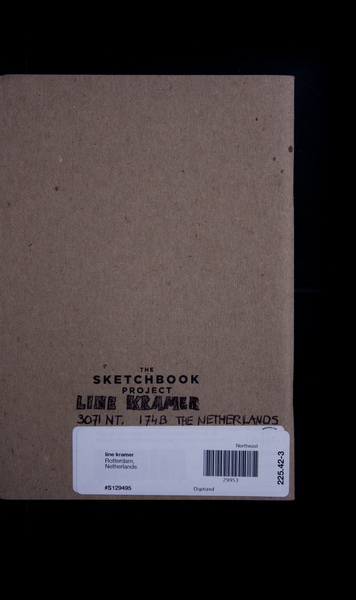 THE
SKETCHBOOK
PROJECT
LINE KRAMER
3071 NT. 174B THE NETHERLANDS
Northeast
line kramer
Rotterdam,
Netherlands
29953
225.42-3
#S129495
Digitized